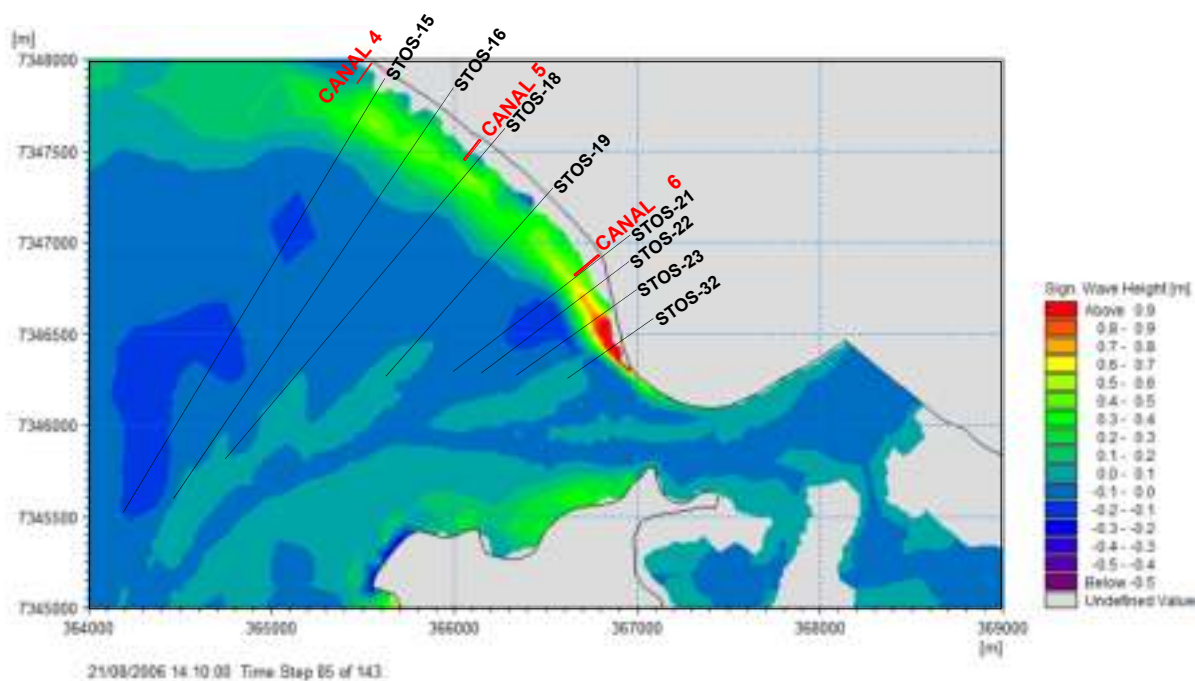 [m]
CANAL 4
STOS-15
STOS-16
CANAL 5
STOS-18
STOS-19
CANAL 6
STOS-21
STOS-22
STOS-23
STOS-32
7348000
7347500
7347000
7346500
7346000
7345500
7345000
364000 365000 366000 367000 368000 369000
[m]
Sign. Wave Height [m]
Above 0.9
0.8 - 0.9
0.7 - 0.8
0.6 - 0.7
0.5 - 0.6
0.4 - 0.5
0.3 - 0.4
0.2 - 0.3
0.1 - 0.2
0.0 - 0.1
-0.1 - 0.0
-0.2 - -0.1
-0.3 - -0.2
-0.4 - -0.3
-0.5 - -0.4
Below -0.5
Undefined Value
21/08/2006 14:10:00 Time Step 85 of 143.